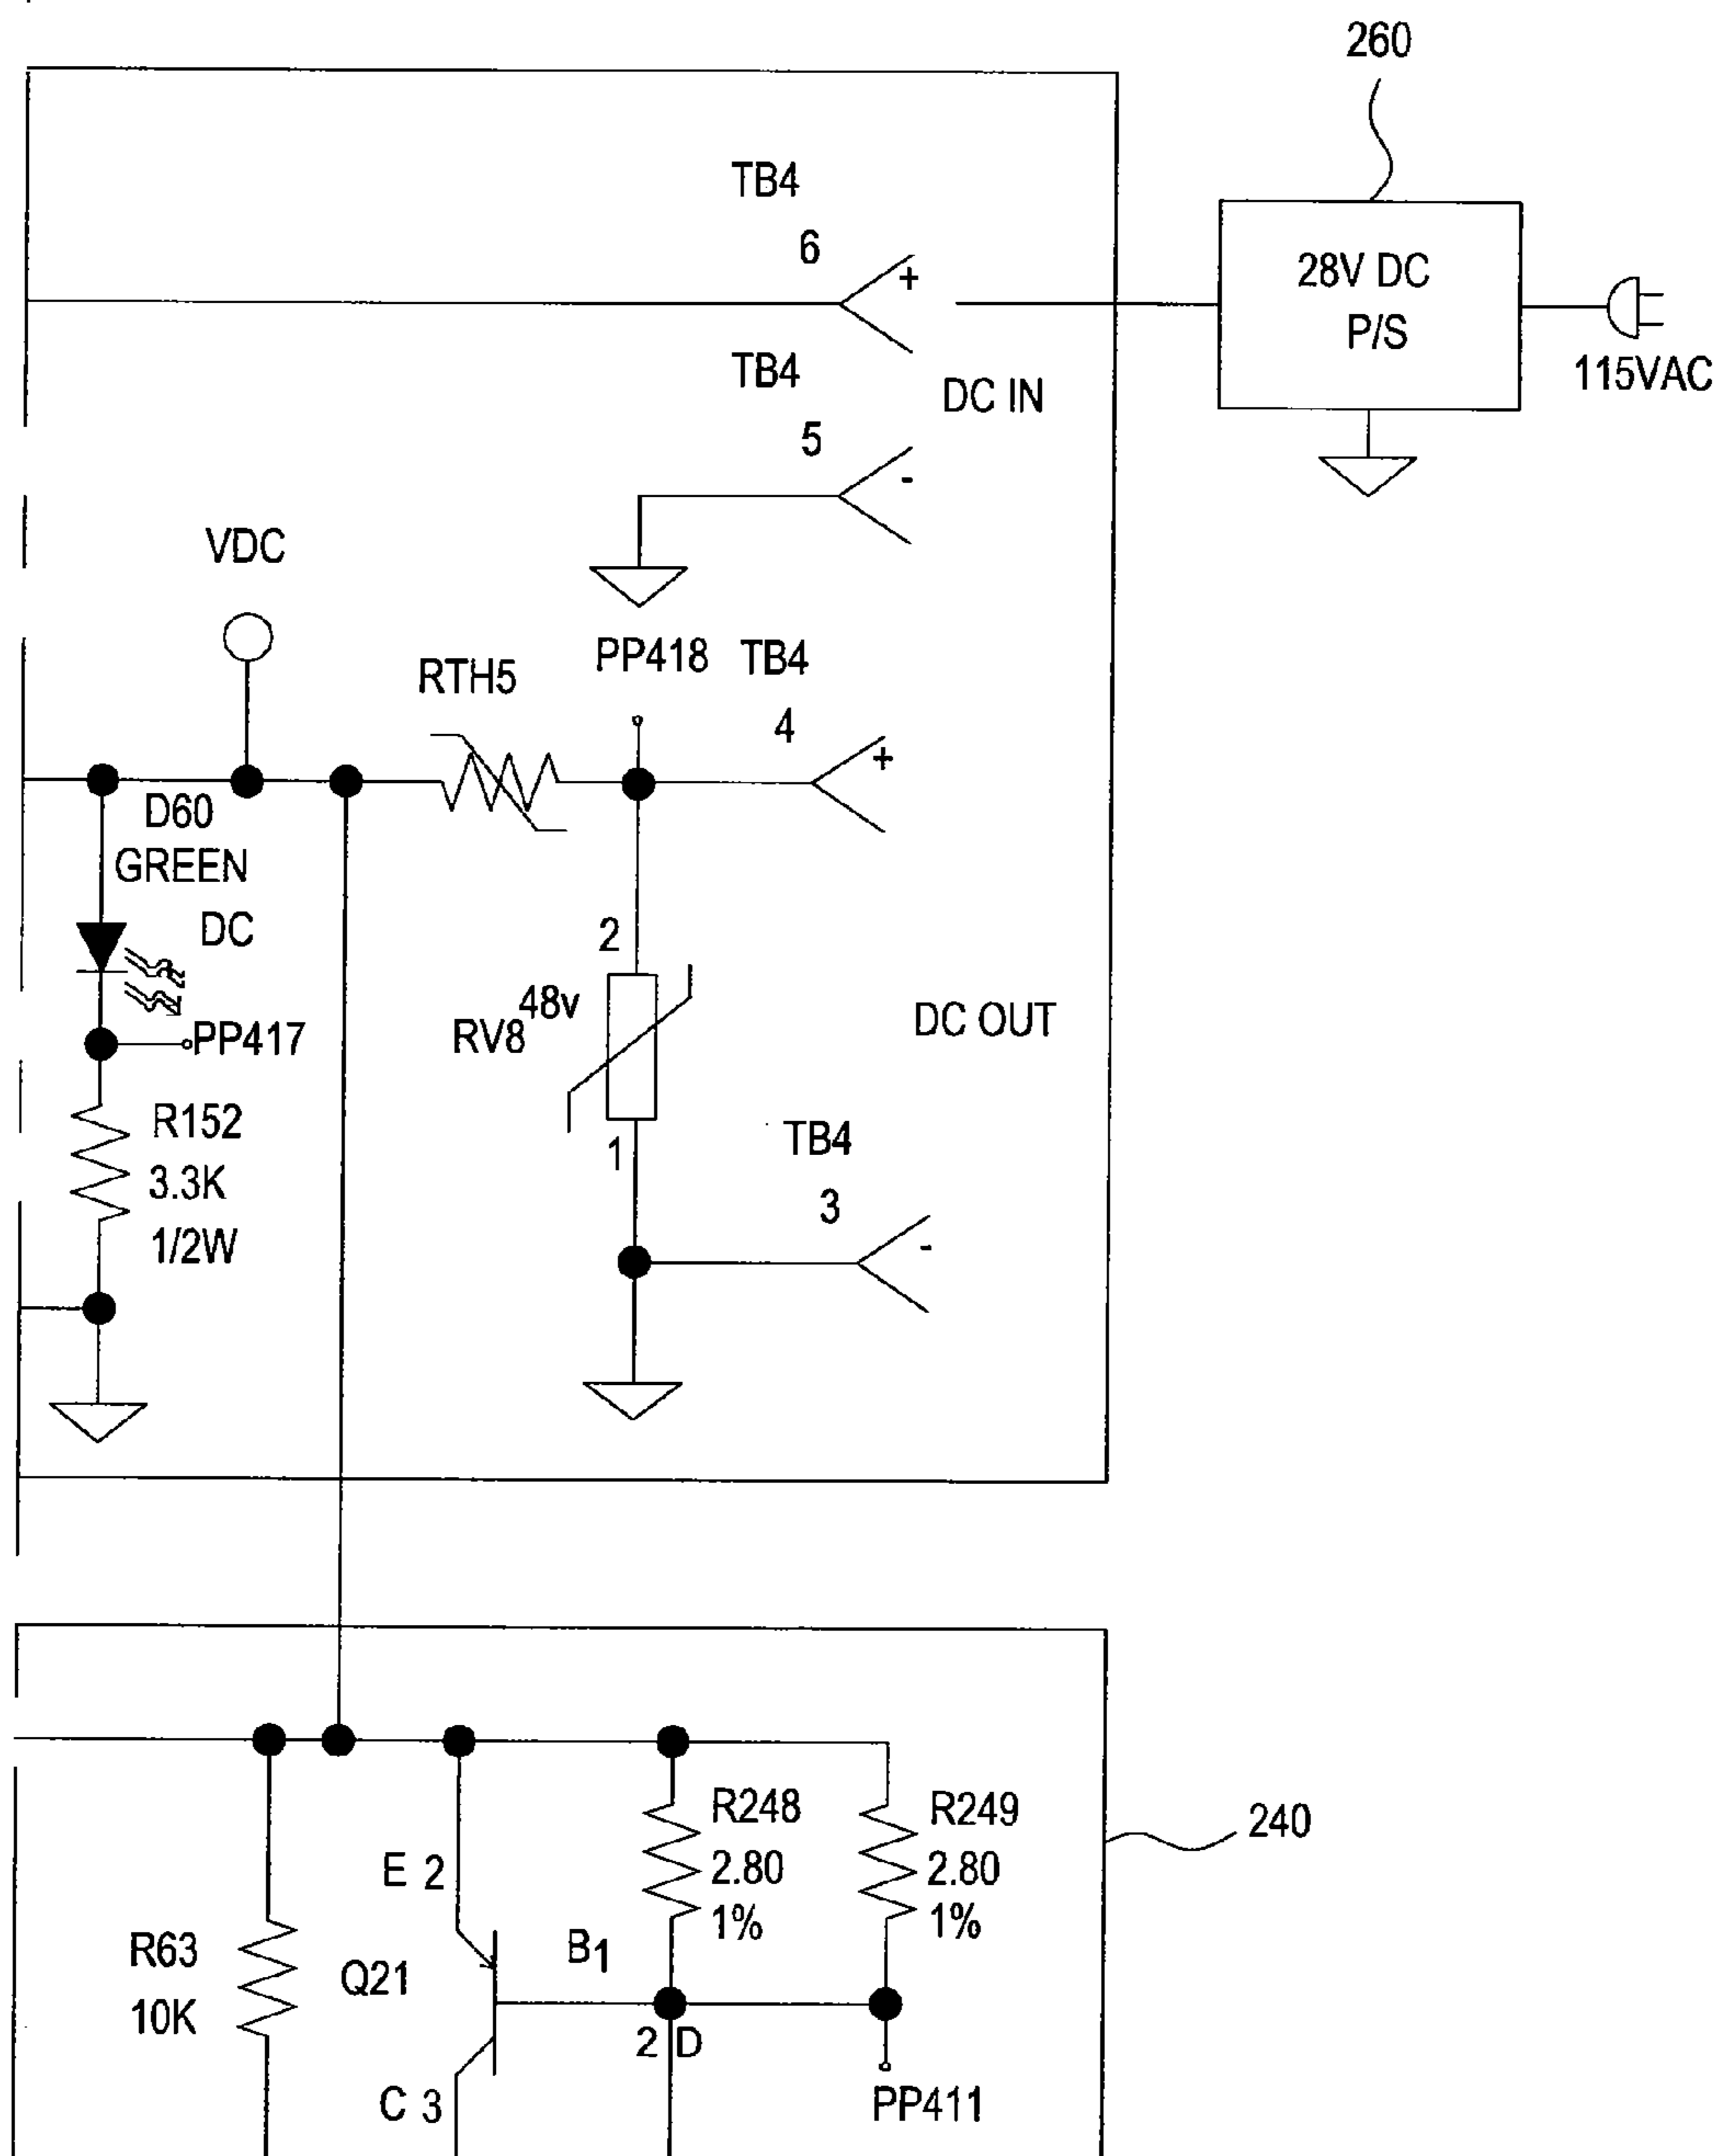 260
TB4
6
+
28V DC
P/S
115VAC
TB4
DC IN
5
-
VDC
PP418
TB4
RTH5
4
+
D60
GREEN
DC
2
48v
RV8
DC OUT
PP417
R152
3.3K
1/2W
1
TB4
3
-
R248
2.80
1%
R249
2.80
1%
240
E 2
B1
R63
10K
Q21
2 D
C 3
PP411